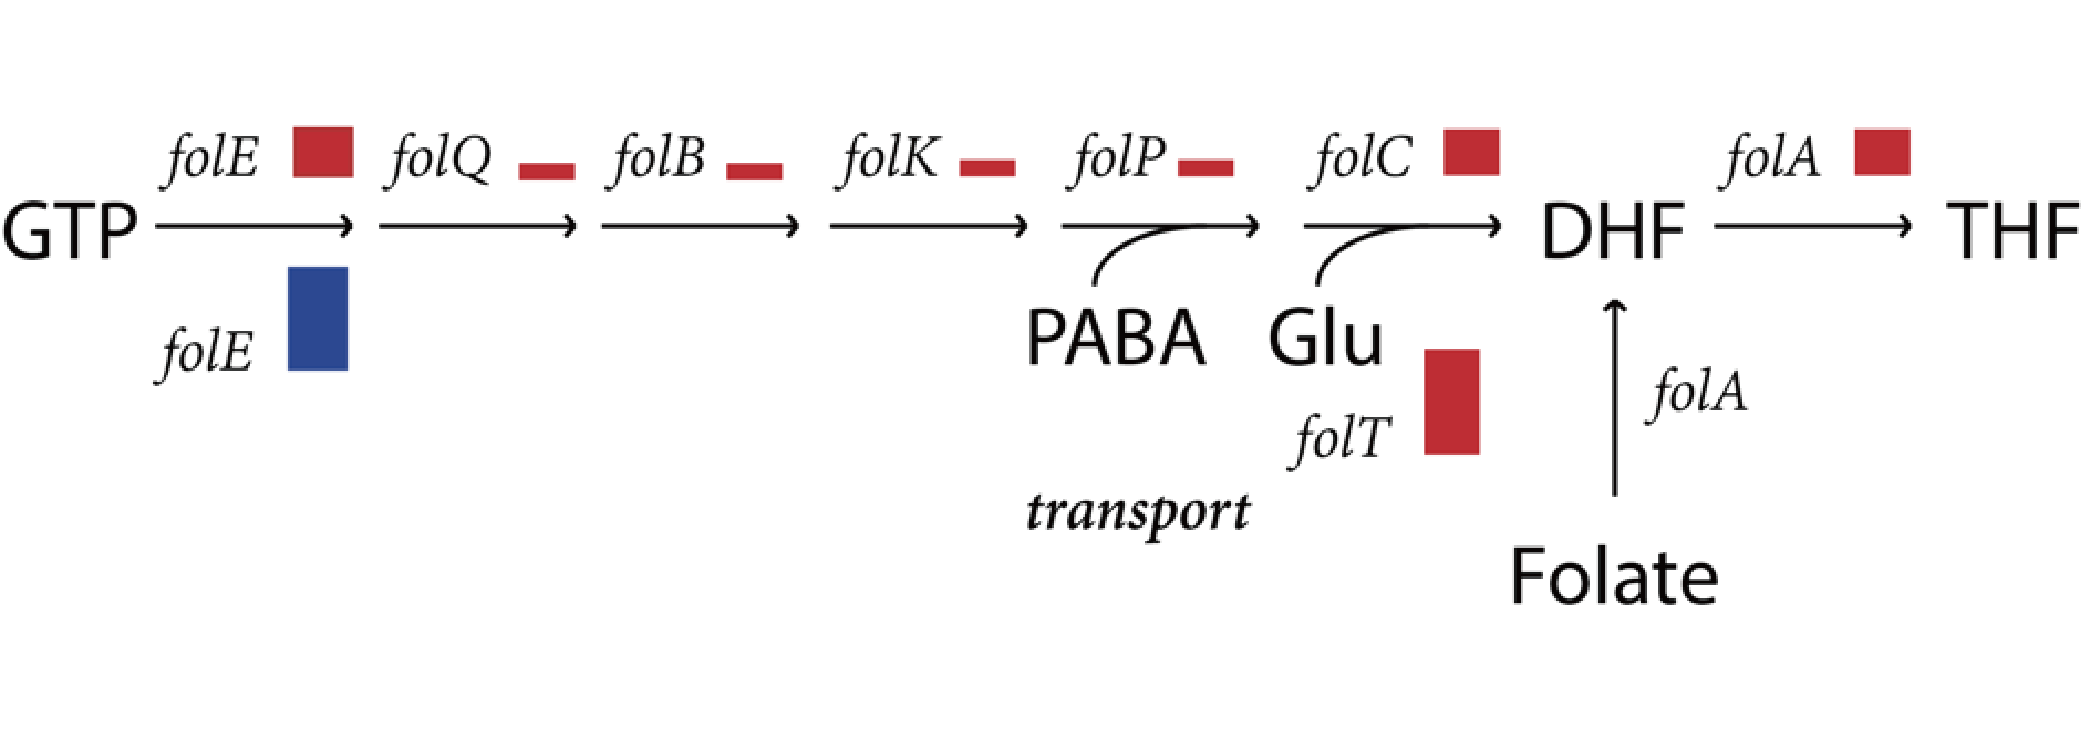 folE folQ folB folK folP folC folA
GTP DHF THF
folE PABA Glu
folA
folT
transport
Folate